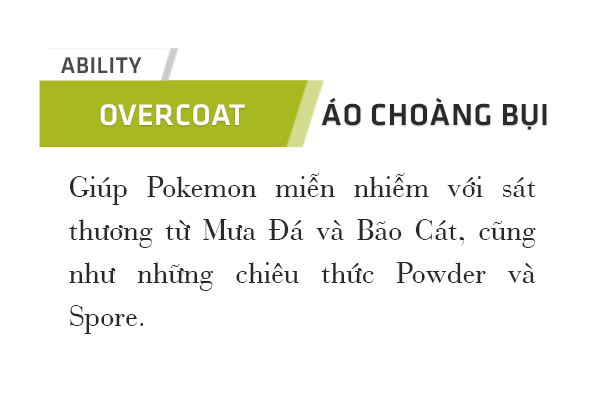 ABILITY
OVERCOAT ÁO CHOÀNG BỤI
Giúp Pokemon miễn nhiễm với sát
thương từ Mưa Đá và Bão Cát, cũng
như những chiêu thức Powder và
Spore.